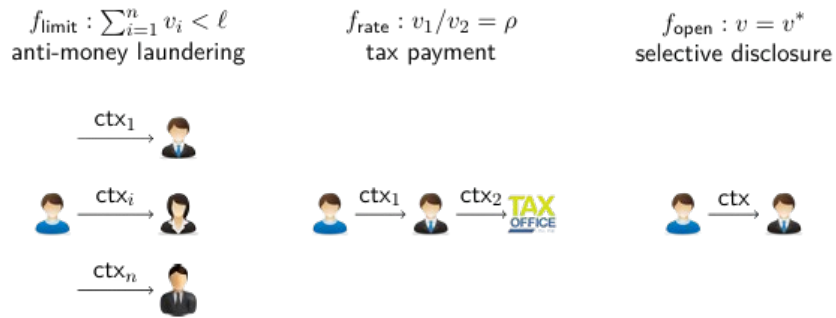 f_limit : ∑_{i=1}^{n} v_i < ℓ
anti-money laundering
f_rate : v_1/v_2 = ρ
tax payment
f_open : v = v*
selective disclosure
ctx_1
ctx_i
ctx_n
ctx_1
ctx_2
TAX
OFFICE
ctx